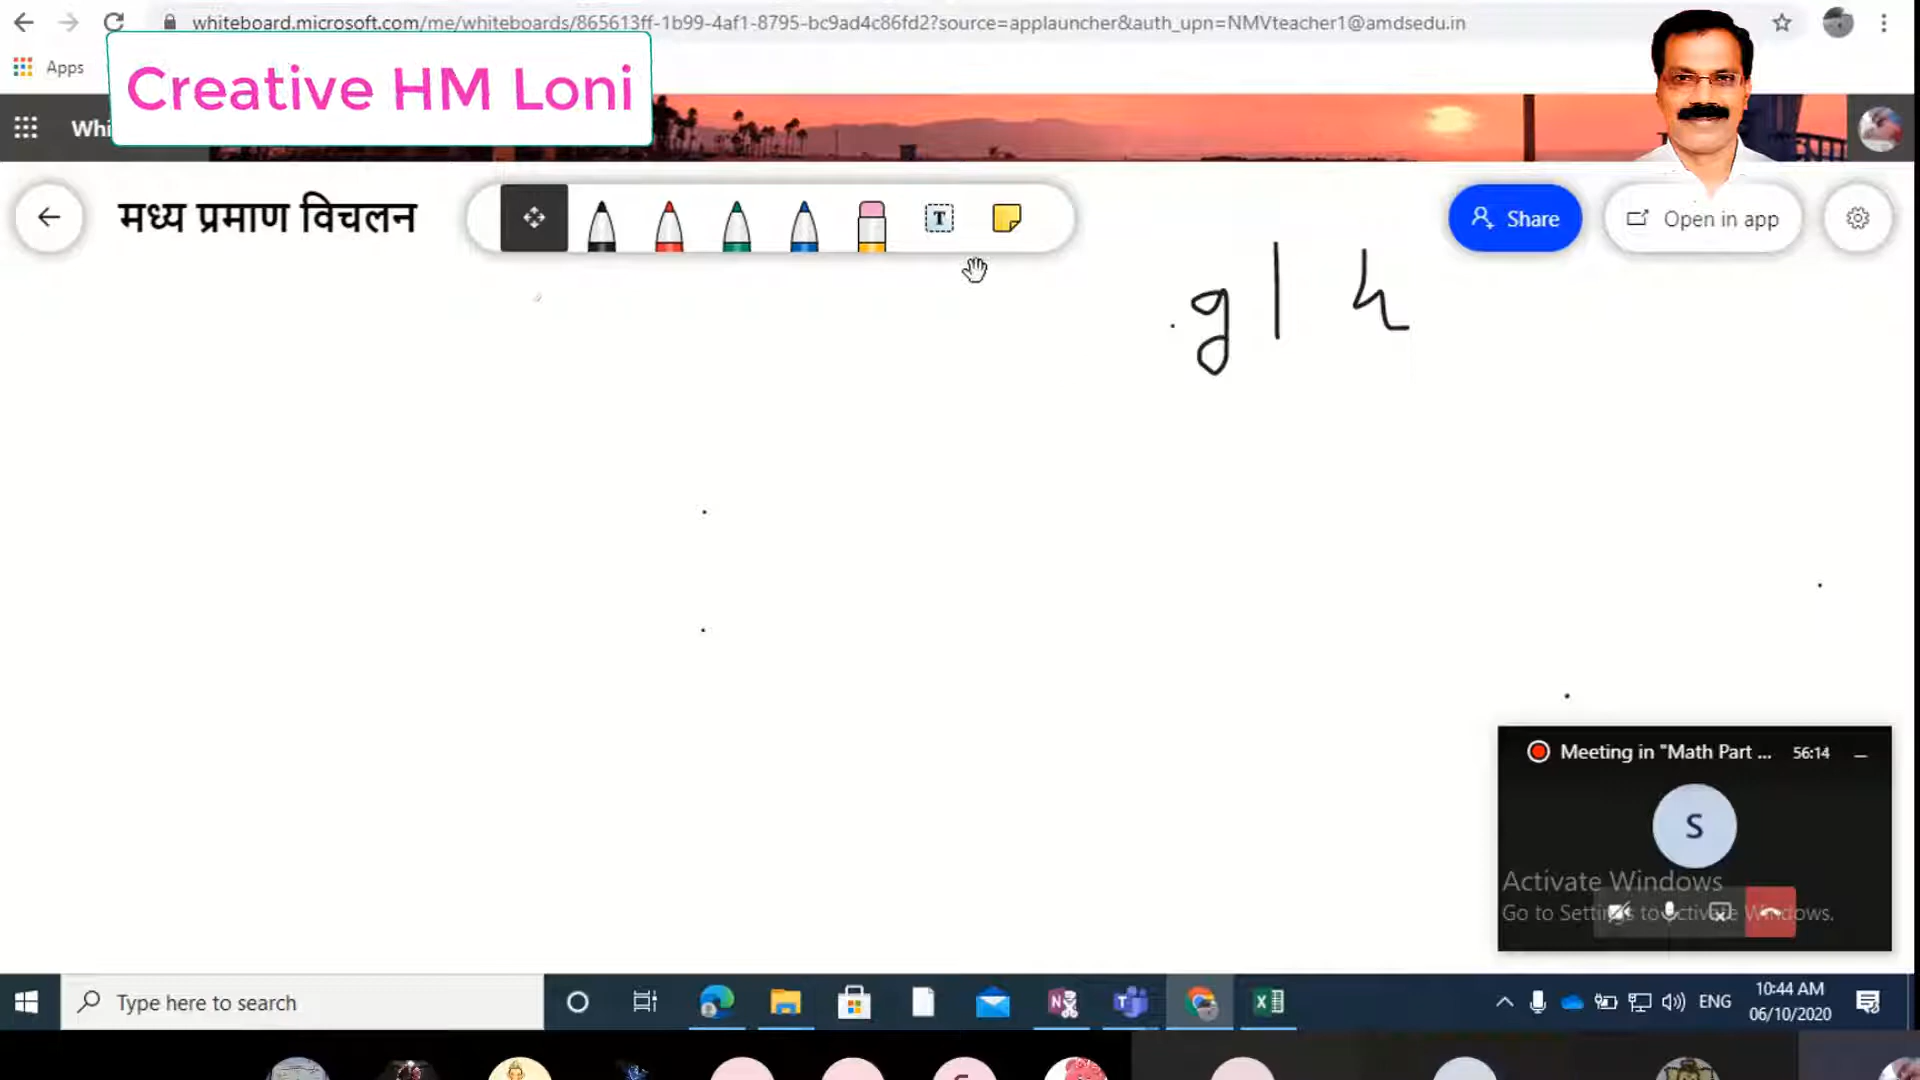 whiteboard.microsoft.com/me/whiteboards/865613ff-1b99-4af1-8795-bc9ad4c86fd2?source=applauncher&auth_upn=NMVteacher1@amdsedu.in
Apps
Creative HM Loni
Whi
मध्य प्रमाण विचलन
T
Share
Open in app
g|h
Meeting in "Math Part ... 56:14
S
Activate Windows
Go to Settings to activate Windows.
Type here to search
ENG
10:44 AM
06/10/2020